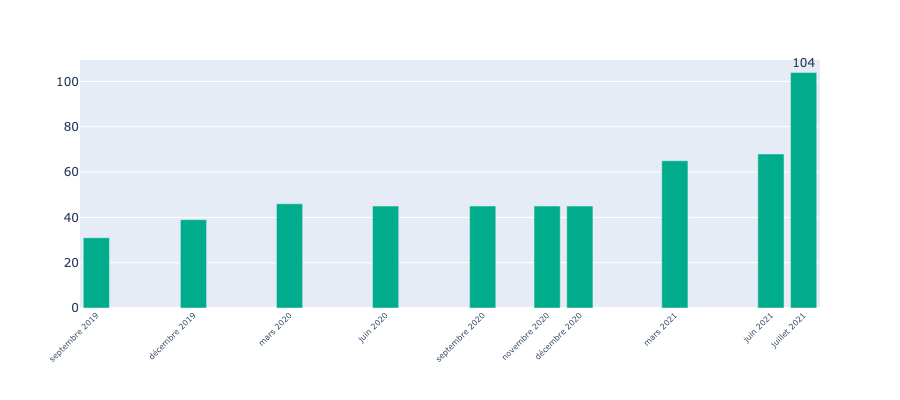 104
100
80
60
40
20
0
septembre 2019
décembre 2019
mars 2020
juin 2020
septembre 2020
novembre 2020
décembre 2020
mars 2021
juin 2021
juillet 2021